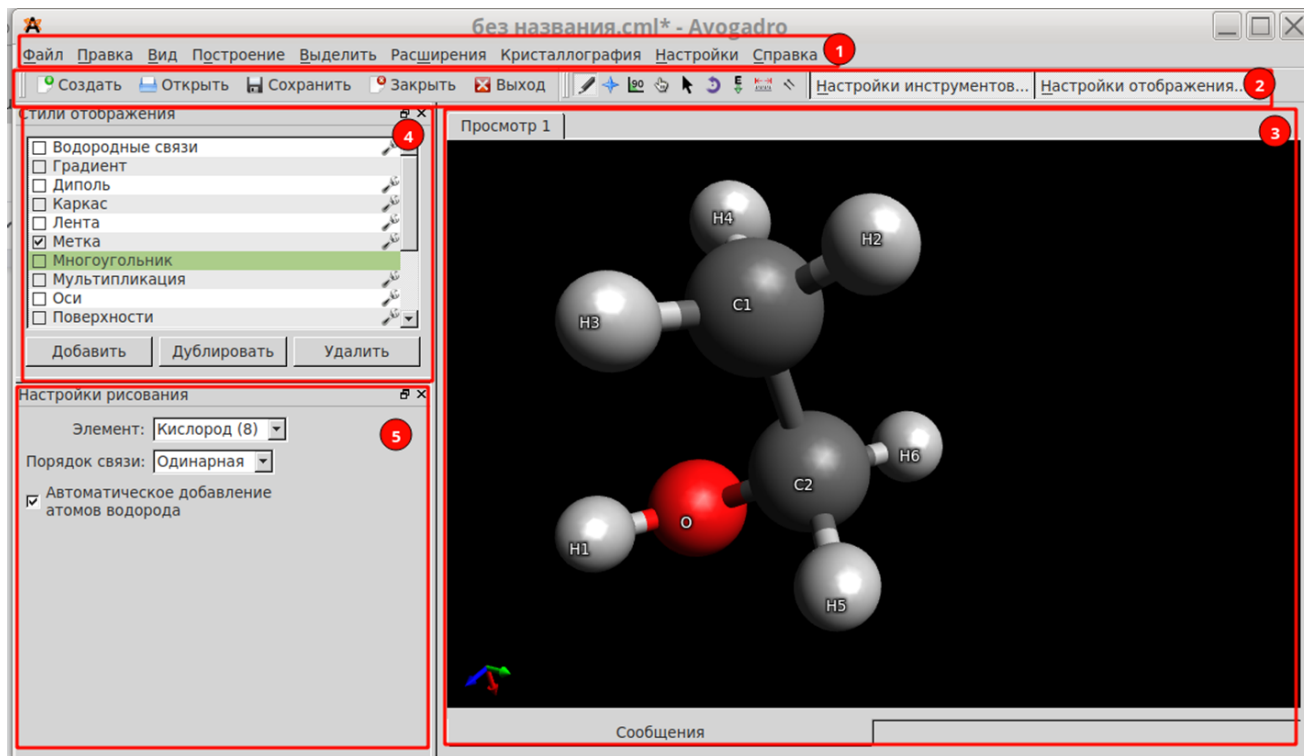 без названия.cml* - Avogadro
Файл Правка Вид Построение Выделить Расширения Кристаллография Настройки Справка 1
Создать Открыть Сохранить Закрыть Выход 90 E Настройки инструментов... Настройки отображения... 2
Стили отображения
4
Водородные связи
Градиент
Диполь
Каркас
Лента
Метка
Многоугольник
Мультипликация
Оси
Поверхности
Добавить Дублировать Удалить
Настройки рисования
5
Элемент: Кислород (8)
Порядок связи: Одинарная
Автоматическое добавление
атомов водорода
Просмотр 1
3
H4
H2
C1
H3
H6
C2
O
H1
H5
Сообщения